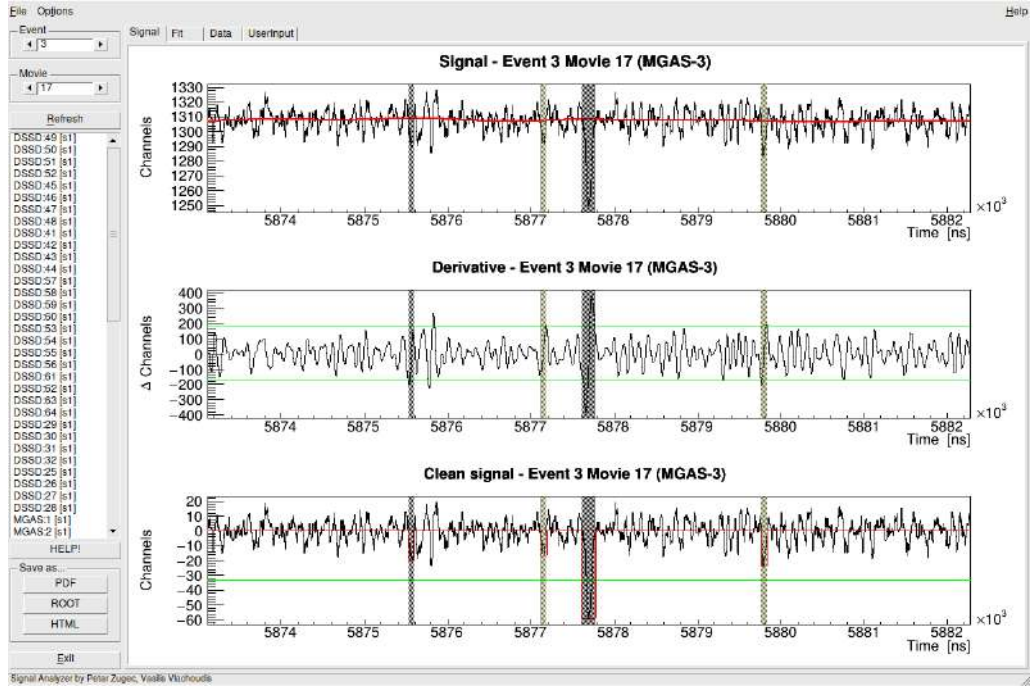 File Options Help
Event
3
Movie
17
Refresh
DSSD:49 [s1]
DSSD:50 [s1]
DSSD:51 [s1]
DSSD:52 [s1]
DSSD:45 [s1]
DSSD:46 [s1]
DSSD:47 [s1]
DSSD:48 [s1]
DSSD:41 [s1]
DSSD:42 [s1]
DSSD:43 [s1]
DSSD:44 [s1]
DSSD:57 [s1]
DSSD:58 [s1]
DSSD:59 [s1]
DSSD:60 [s1]
DSSD:53 [s1]
DSSD:54 [s1]
DSSD:55 [s1]
DSSD:56 [s1]
DSSD:61 [s1]
DSSD:62 [s1]
DSSD:63 [s1]
DSSD:64 [s1]
DSSD:29 [s1]
DSSD:30 [s1]
DSSD:31 [s1]
DSSD:32 [s1]
DSSD:25 [s1]
DSSD:26 [s1]
DSSD:27 [s1]
DSSD:28 [s1]
MGAS:1 [s1]
MGAS:2 [s1]
HELP!
Save as...
PDF
ROOT
HTML
Exit
Signal Fit Data UserInput
Signal - Event 3 Movie 17 (MGAS-3)
Channels
1330
1320
1310
1300
1290
1280
1270
1260
1250
5874 5875 5876 5877 5878 5879 5880 5881 5882
×10³
Time [ns]
Derivative - Event 3 Movie 17 (MGAS-3)
Δ Channels
400
300
200
100
0
−100
−200
−300
−400
5874 5875 5876 5877 5878 5879 5880 5881 5882
×10³
Time [ns]
Clean signal - Event 3 Movie 17 (MGAS-3)
Channels
20
10
0
−10
−20
−30
−40
−50
−60
5874 5875 5876 5877 5878 5879 5880 5881 5882
×10³
Time [ns]
Signal Analyzer by Petar Zugec, Vasilis Vlachoudis